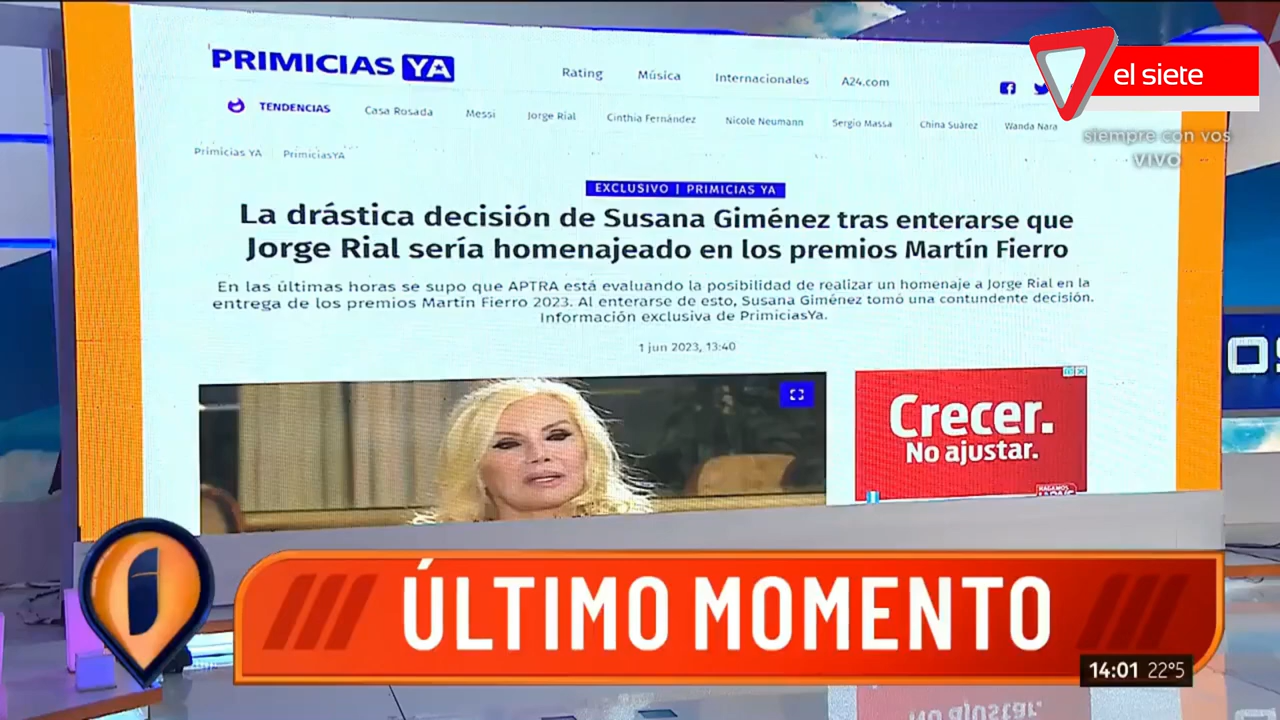 PRIMICIAS YA
Rating Música Internacionales A24.com
el siete
TENDENCIAS Casa Rosada Messi Jorge Rial Cinthia Fernández Nicole Neumann Sergio Massa China Suárez Wanda Nara
siempre con vos
VIVO
Primicias YA PrimiciasYA
EXCLUSIVO | PRIMICIAS YA
La drástica decisión de Susana Giménez tras enterarse que
Jorge Rial sería homenajeado en los premios Martín Fierro
En las últimas horas se supo que APTRA está evaluando la posibilidad de realizar un homenaje a Jorge Rial en la
entrega de los premios Martín Fierro 2023. Al enterarse de esto, Susana Giménez tomó una contundente decisión.
Información exclusiva de PrimiciasYa.
1 jun 2023, 13:40
OS
Crecer.
No ajustar.
HAGAMOS
ÚLTIMO MOMENTO
14:01 22°5
No ajustar.